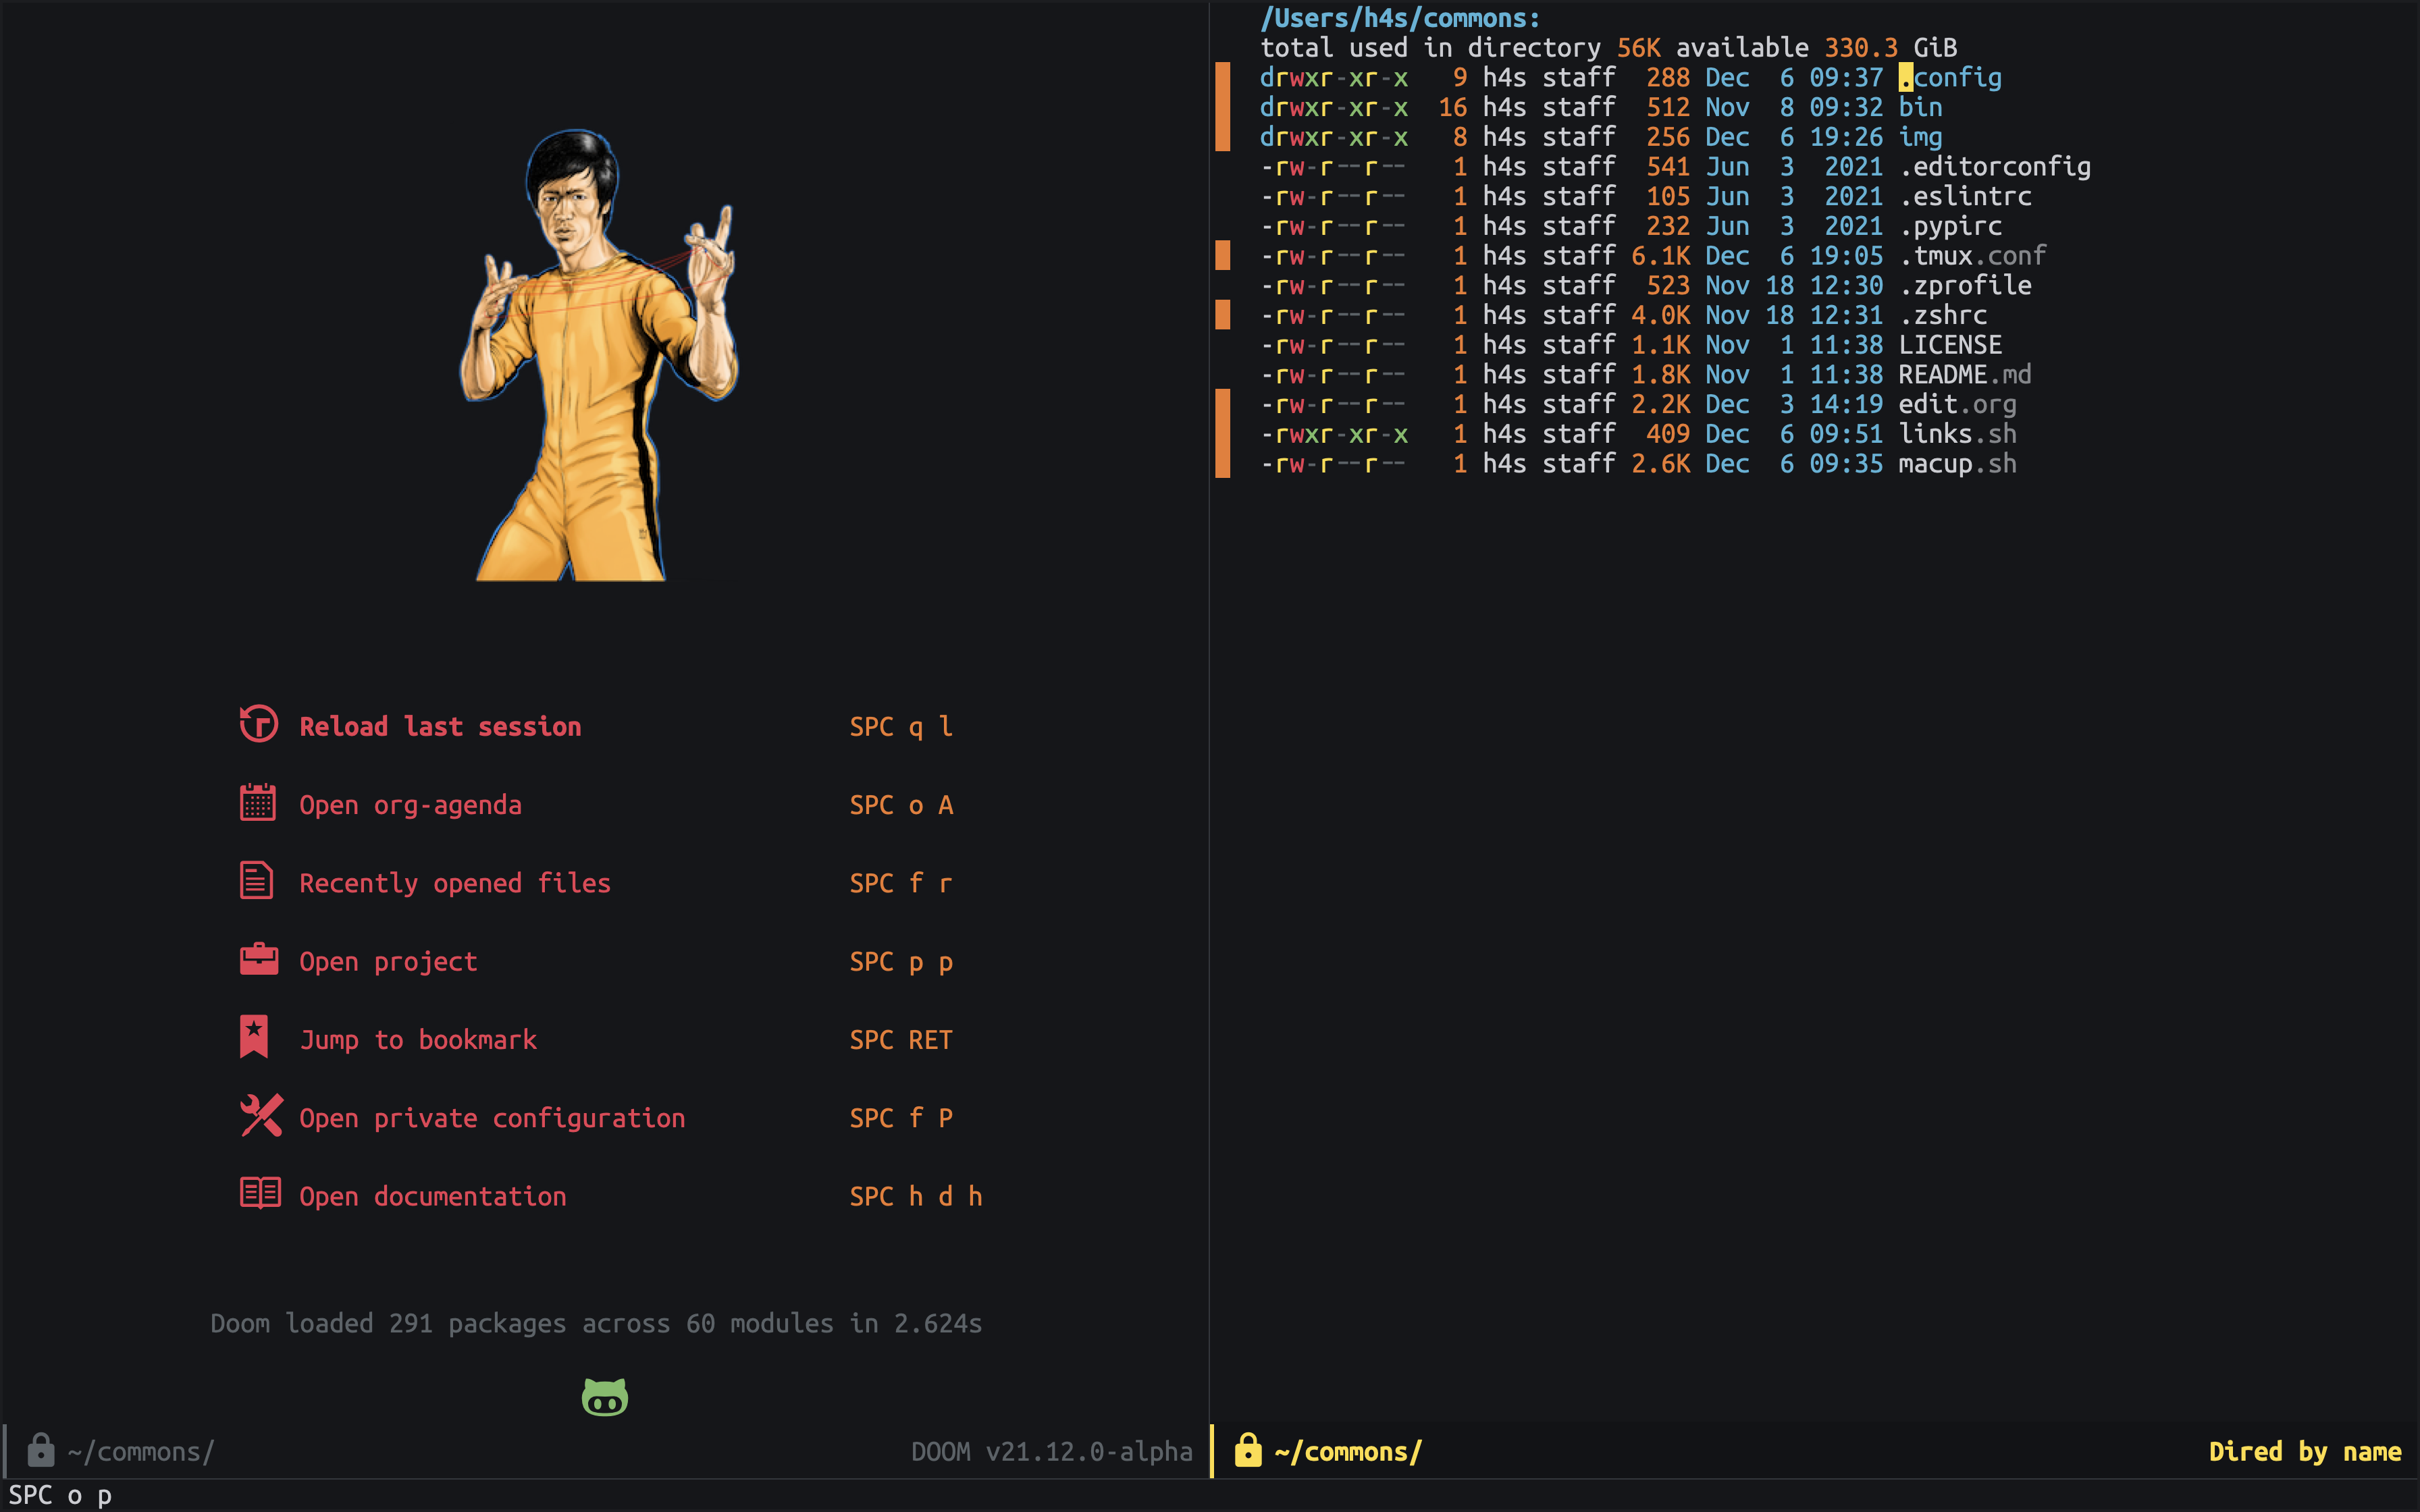 Reload last session SPC q l
Open org-agenda SPC o A
Recently opened files SPC f r
Open project SPC p p
Jump to bookmark SPC RET
Open private configuration SPC f P
Open documentation SPC h d h
Doom loaded 291 packages across 60 modules in 2.624s
~/commons/ DOOM v21.12.0-alpha
/Users/h4s/commons:
total used in directory 56K available 330.3 GiB
drwxr-xr-x 9 h4s staff 288 Dec 6 09:37 .config
drwxr-xr-x 16 h4s staff 512 Nov 8 09:32 bin
drwxr-xr-x 8 h4s staff 256 Dec 6 19:26 img
-rw-r--r-- 1 h4s staff 541 Jun 3 2021 .editorconfig
-rw-r--r-- 1 h4s staff 105 Jun 3 2021 .eslintrc
-rw-r--r-- 1 h4s staff 232 Jun 3 2021 .pypirc
-rw-r--r-- 1 h4s staff 6.1K Dec 6 19:05 .tmux.conf
-rw-r--r-- 1 h4s staff 523 Nov 18 12:30 .zprofile
-rw-r--r-- 1 h4s staff 4.0K Nov 18 12:31 .zshrc
-rw-r--r-- 1 h4s staff 1.1K Nov 1 11:38 LICENSE
-rw-r--r-- 1 h4s staff 1.8K Nov 1 11:38 README.md
-rw-r--r-- 1 h4s staff 2.2K Dec 3 14:19 edit.org
-rwxr-xr-x 1 h4s staff 409 Dec 6 09:51 links.sh
-rw-r--r-- 1 h4s staff 2.6K Dec 6 09:35 macup.sh
~/commons/ Dired by name
SPC o p